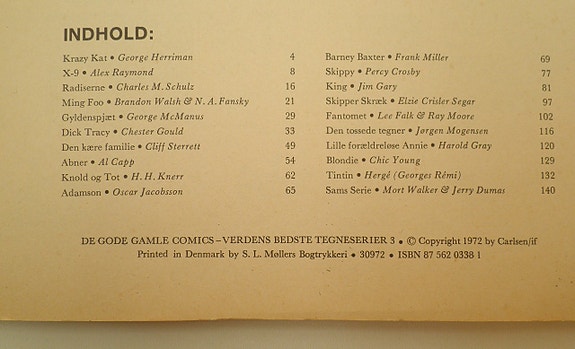 INDHOLD:
Krazy Kat • George Herriman 4
X-9 • Alex Raymond 8
Radiserne • Charles M. Schulz 16
Ming Foo • Brandon Walsh & N. A. Fansky 21
Gyldenspjæt • George McManus 29
Dick Tracy • Chester Gould 33
Den kære familie • Cliff Sterrett 49
Abner • Al Capp 54
Knold og Tot • H. H. Knerr 62
Adamson • Oscar Jacobsson 65
Barney Baxter • Frank Miller 69
Skippy • Percy Crosby 77
King • Jim Gary 81
Skipper Skræk • Elzie Crisler Segar 97
Fantomet • Lee Falk & Ray Moore 102
Den tossede tegner • Jørgen Mogensen 116
Lille forældreløse Annie • Harold Gray 120
Blondie • Chic Young 129
Tintin • Hergé (Georges Rémi) 132
Sams Serie • Mort Walker & Jerry Dumas 140
DE GODE GAMLE COMICS – VERDENS BEDSTE TEGNESERIER 3 • © Copyright 1972 by Carlsen/if
Printed in Denmark by S. L. Møllers Bogtrykkeri • 30972 • ISBN 87 562 0338 1